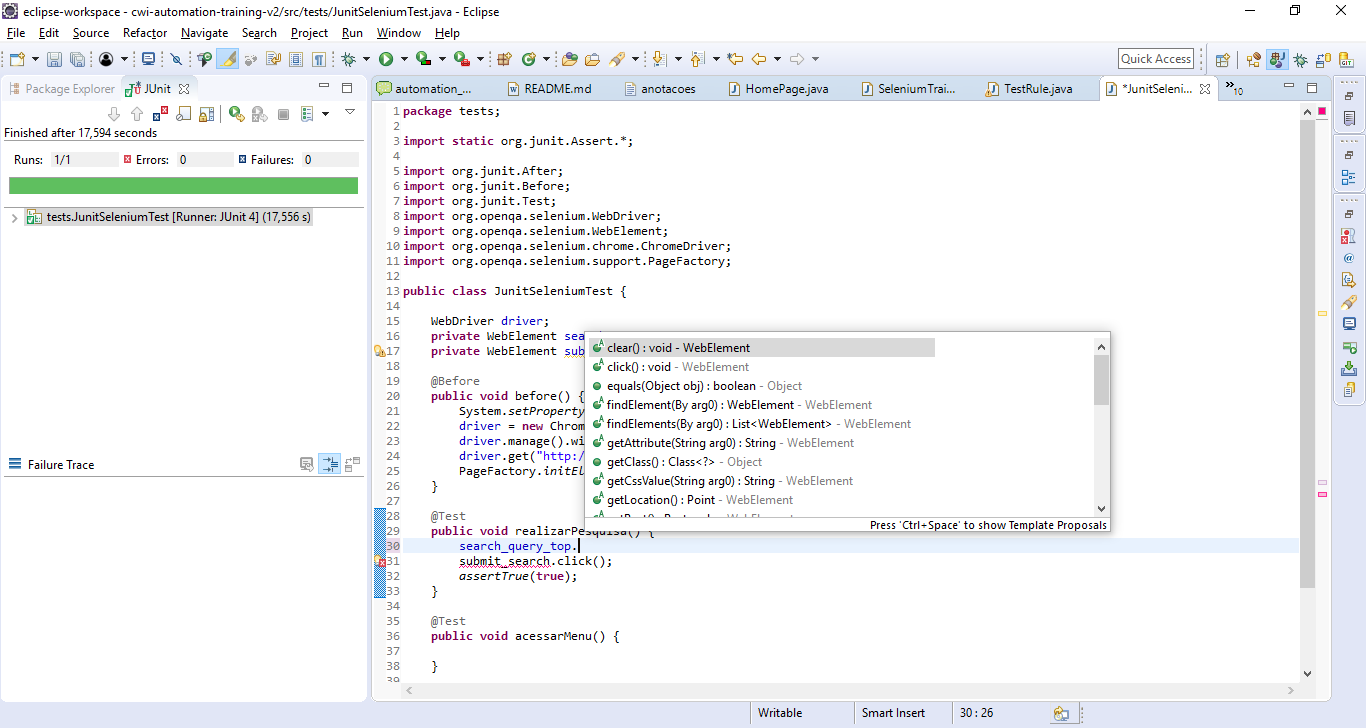 eclipse-workspace - cwi-automation-training-v2/src/tests/JunitSeleniumTest.java - Eclipse
File Edit Source Refactor Navigate Search Project Run Window Help
Quick Access
Package Explorer JUnit
automation_... README.md anotacoes HomePage.java SeleniumTrai... TestRule.java *JunitSeleni... »10
Finished after 17,594 seconds
Runs: 1/1 Errors: 0 Failures: 0
tests.JunitSeleniumTest [Runner: JUnit 4] (17,556 s)
Failure Trace
1 package tests;
2
3 import static org.junit.Assert.*;
4
5 import org.junit.After;
6 import org.junit.Before;
7 import org.junit.Test;
8 import org.openqa.selenium.WebDriver;
9 import org.openqa.selenium.WebElement;
10 import org.openqa.selenium.chrome.ChromeDriver;
11 import org.openqa.selenium.support.PageFactory;
12
13 public class JunitSeleniumTest {
14
15 WebDriver driver;
16 private WebElement sea
17 private WebElement sub
18
19 @Before
20 public void before() {
21 System.setProperty
22 driver = new Chrom
23 driver.manage().wi
24 driver.get("http:/
25 PageFactory.initEl
26 }
27
28 @Test
29 public void realizarPesquisa() {
30 search_query_top.
31 submit_search.click();
32 assertTrue(true);
33 }
34
35 @Test
36 public void acessarMenu() {
37
38 }
39
clear() : void - WebElement
click() : void - WebElement
equals(Object obj) : boolean - Object
findElement(By arg0) : WebElement - WebElement
findElements(By arg0) : List<WebElement> - WebElement
getAttribute(String arg0) : String - WebElement
getClass() : Class<?> - Object
getCssValue(String arg0) : String - WebElement
getLocation() : Point - WebElement
Press 'Ctrl+Space' to show Template Proposals
Writable Smart Insert 30 : 26